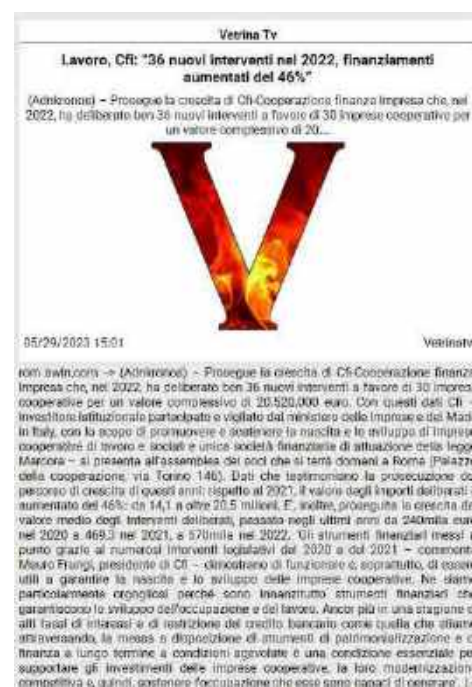 Vetrina Tv
Lavoro, Cfi: "36 nuovi interventi nel 2022, finanziamenti
aumentati del 46%"
(Adnkronos) – Prosegue la crescita di Cfi-Cooperazione finanza impresa che, nel
2022, ha deliberato ben 36 nuovi interventi a favore di 30 imprese cooperative per
un valore complessivo di 20....
V
05/29/2023 15:01
Vetrinatv
rom awin.com -> (Adnkronos) – Prosegue la crescita di Cfi-Cooperazione finanza
impresa che, nel 2022, ha deliberato ben 36 nuovi interventi a favore di 30 imprese
cooperative per un valore complessivo di 20.520.000 euro. Con questi dati Cfi –
investitore istituzionale partecipato e vigilato dal ministero delle Imprese e del Made
in Italy, con lo scopo di promuovere e sostenere la nascita e lo sviluppo di imprese
cooperative di lavoro e sociali e unica società finanziaria di attuazione della legge
Marcora – si presenta all'assemblea dei soci che si terrà domani a Roma (Palazzo
della cooperazione, via Torino 146). Dati che testimoniano la prosecuzione del
percorso di crescita di questi anni: rispetto al 2021, il valore degli importi deliberati è
aumentato del 46%: da 14,1 a oltre 20,5 milioni. E', inoltre, proseguita la crescita del
valore medio degli interventi deliberati, passato negli ultimi anni da 240mila euro
nel 2020 a 469,3 nel 2021, a 570mila nel 2022. "Gli strumenti finanziari messi a
punto grazie ai numerosi interventi legislativi del 2020 e del 2021 – commenta
Mauro Frangi, presidente di Cfi – dimostrano di funzionare e, soprattutto, di essere
utili a garantire la nascita e lo sviluppo delle imprese cooperative. Ne siamo
particolarmente orgogliosi perché sono innanzitutto strumenti finanziari che
garantiscono lo sviluppo dell'occupazione e del lavoro. Ancor più in una stagione di
alti tassi di interessi e di restrizione del credito bancario come quella che stiamo
attraversando, la messa a disposizione di strumenti di patrimonializzazione e di
finanza a lungo termine a condizioni agevolate è una condizione essenziale per
supportare gli investimenti delle imprese cooperative, la loro modernizzazione
competitiva e, quindi, sostenere l'occupazione che esse sono capaci di generare.